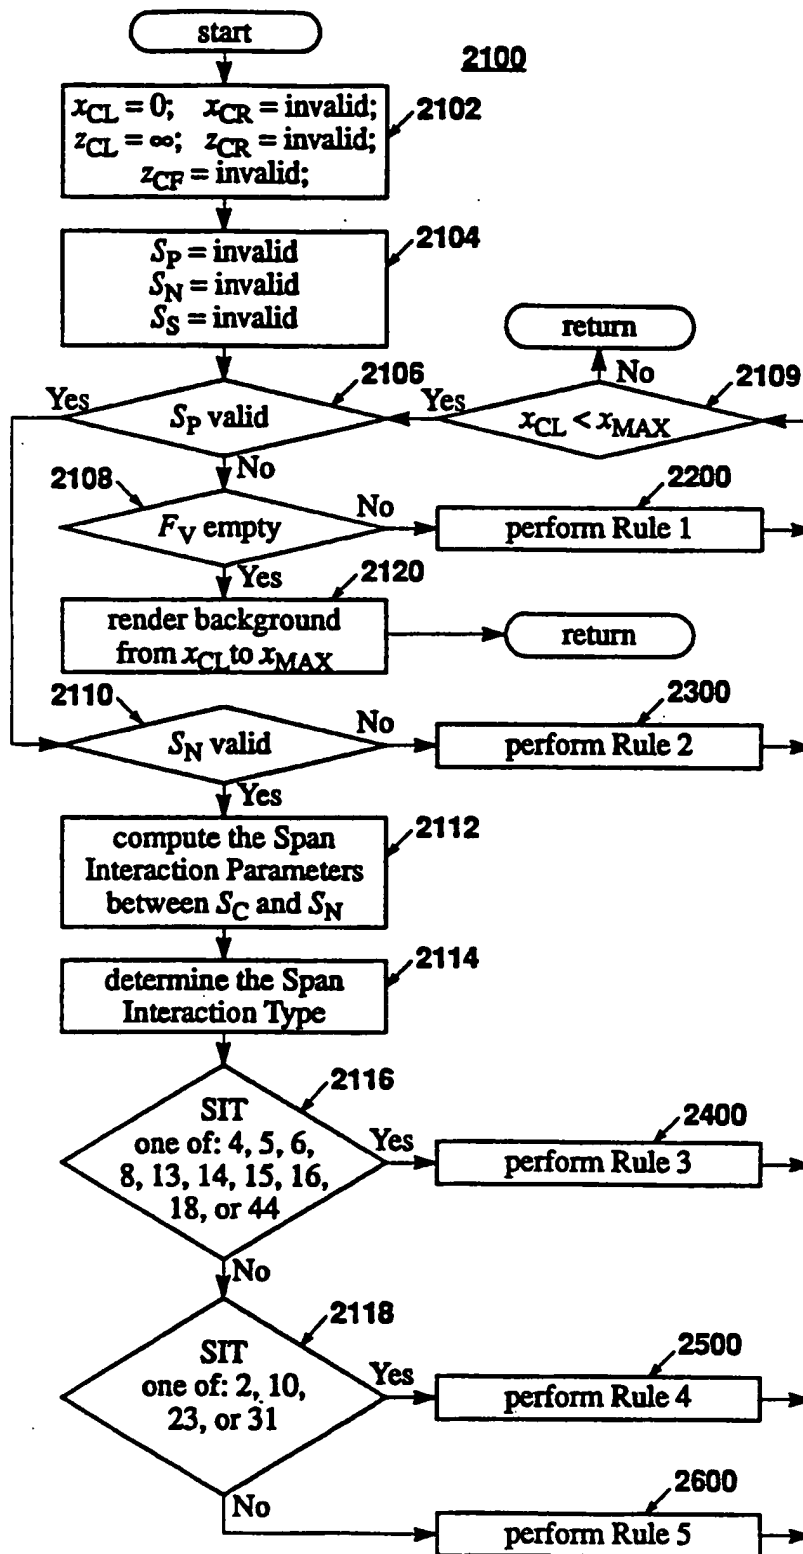 start
2100
x_CL = 0; x_CR = invalid;
z_CL = ∞; z_CR = invalid;
z_CF = invalid;
2102
S_P = invalid
S_N = invalid
S_S = invalid
2104
return
No
2109
x_CL < x_MAX
Yes
2106
Yes
S_P valid
No
2108
F_V empty
No
2200
perform Rule 1
Yes
2120
render background
from x_CL to x_MAX
return
2110
S_N valid
No
2300
perform Rule 2
Yes
2112
compute the Span
Interaction Parameters
between S_C and S_N
2114
determine the Span
Interaction Type
2116
SIT
one of: 4, 5, 6,
8, 13, 14, 15, 16,
18, or 44
Yes
2400
perform Rule 3
No
2118
SIT
one of: 2, 10,
23, or 31
Yes
2500
perform Rule 4
No
2600
perform Rule 5